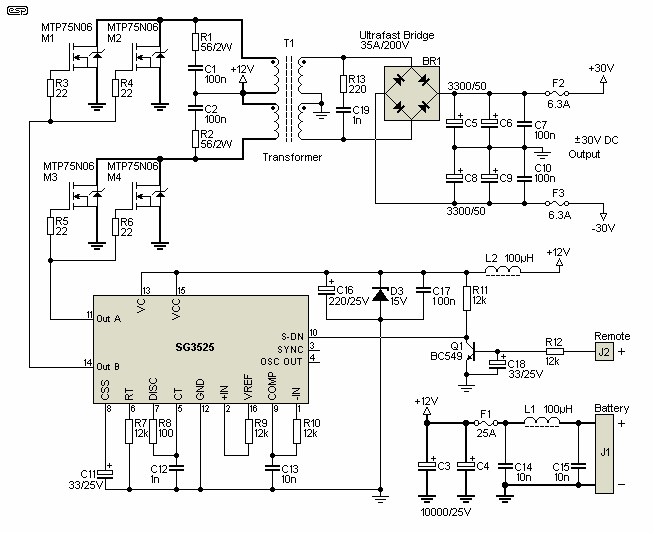 esp
MTP75N06
M1
MTP75N06
M2
R1
56/2W
C1
100n
+12V
T1
Ultrafast Bridge
35A/200V
BR1
R3
22
R4
22
C2
100n
R2
56/2W
Transformer
R13
220
C19
1n
3300/50
F2
6.3A
+30V
C5
C6
C7
100n
±30V DC
Output
C8
C9
C10
100n
3300/50
F3
6.3A
-30V
MTP75N06
M3
MTP75N06
M4
R5
22
R6
22
L2 100µH
+12V
13
15
VC
VCC
C16
220/25V
D3
15V
C17
100n
R11
12k
11
Out A
SG3525
S-DN
10
SYNC
3
OSC OUT
4
14
Out B
Q1
BC549
C18
33/25V
R12
12k
Remote
J2
+
CSS
RT
DISC
CT
GND
+IN
VREF
COMP
-IN
8
6
7
5
12
2
16
9
1
R7
12k
R8
100
R9
12k
R10
12k
C11
33/25V
C12
1n
C13
10n
+12V
F1
25A
L1 100µH
Battery
+
C3
C4
C14
10n
C15
10n
J1
−
10000/25V